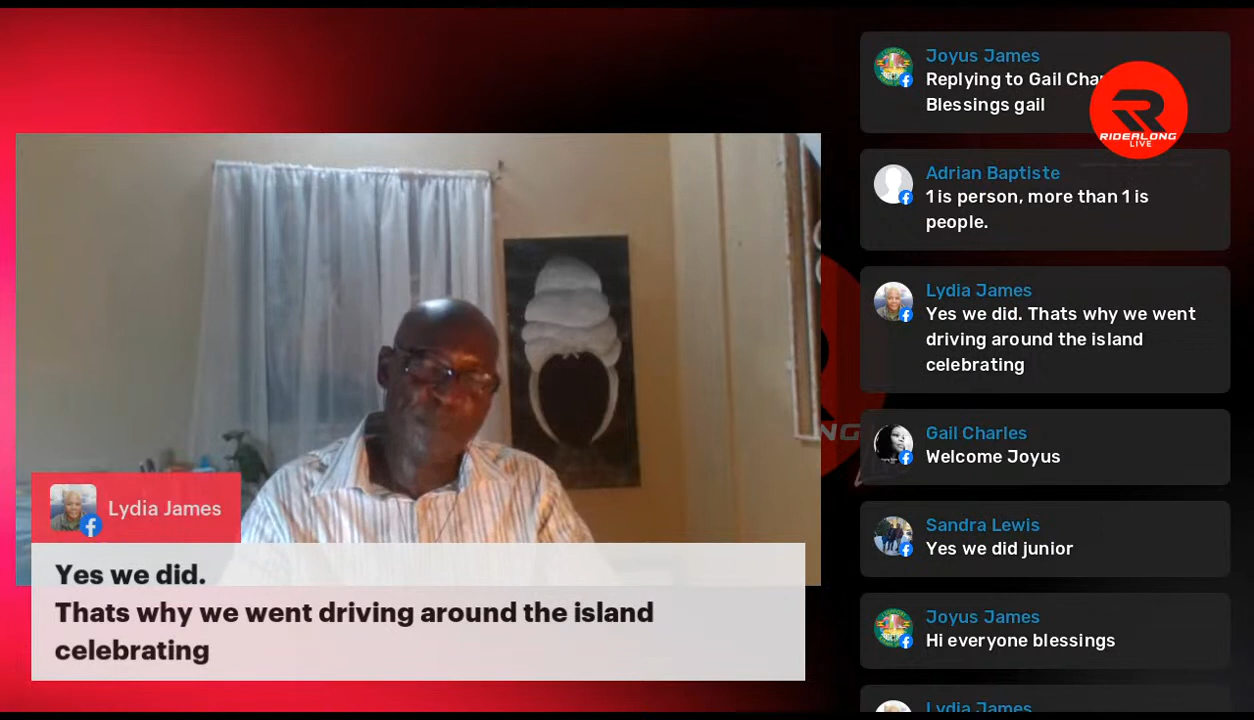 Joyus James
Replying to Gail
Blessings gail
RIDEALONG
LIVE
Adrian Baptiste
1 is person, more than 1 is
people.
Lydia James
Yes we did. Thats why we went
driving around the island
celebrating
Gail Charles
Welcome Joyus
Sandra Lewis
Yes we did junior
Joyus James
Hi everyone blessings
Lydia James
Lydia James
Yes we did.
Thats why we went driving around the island
celebrating